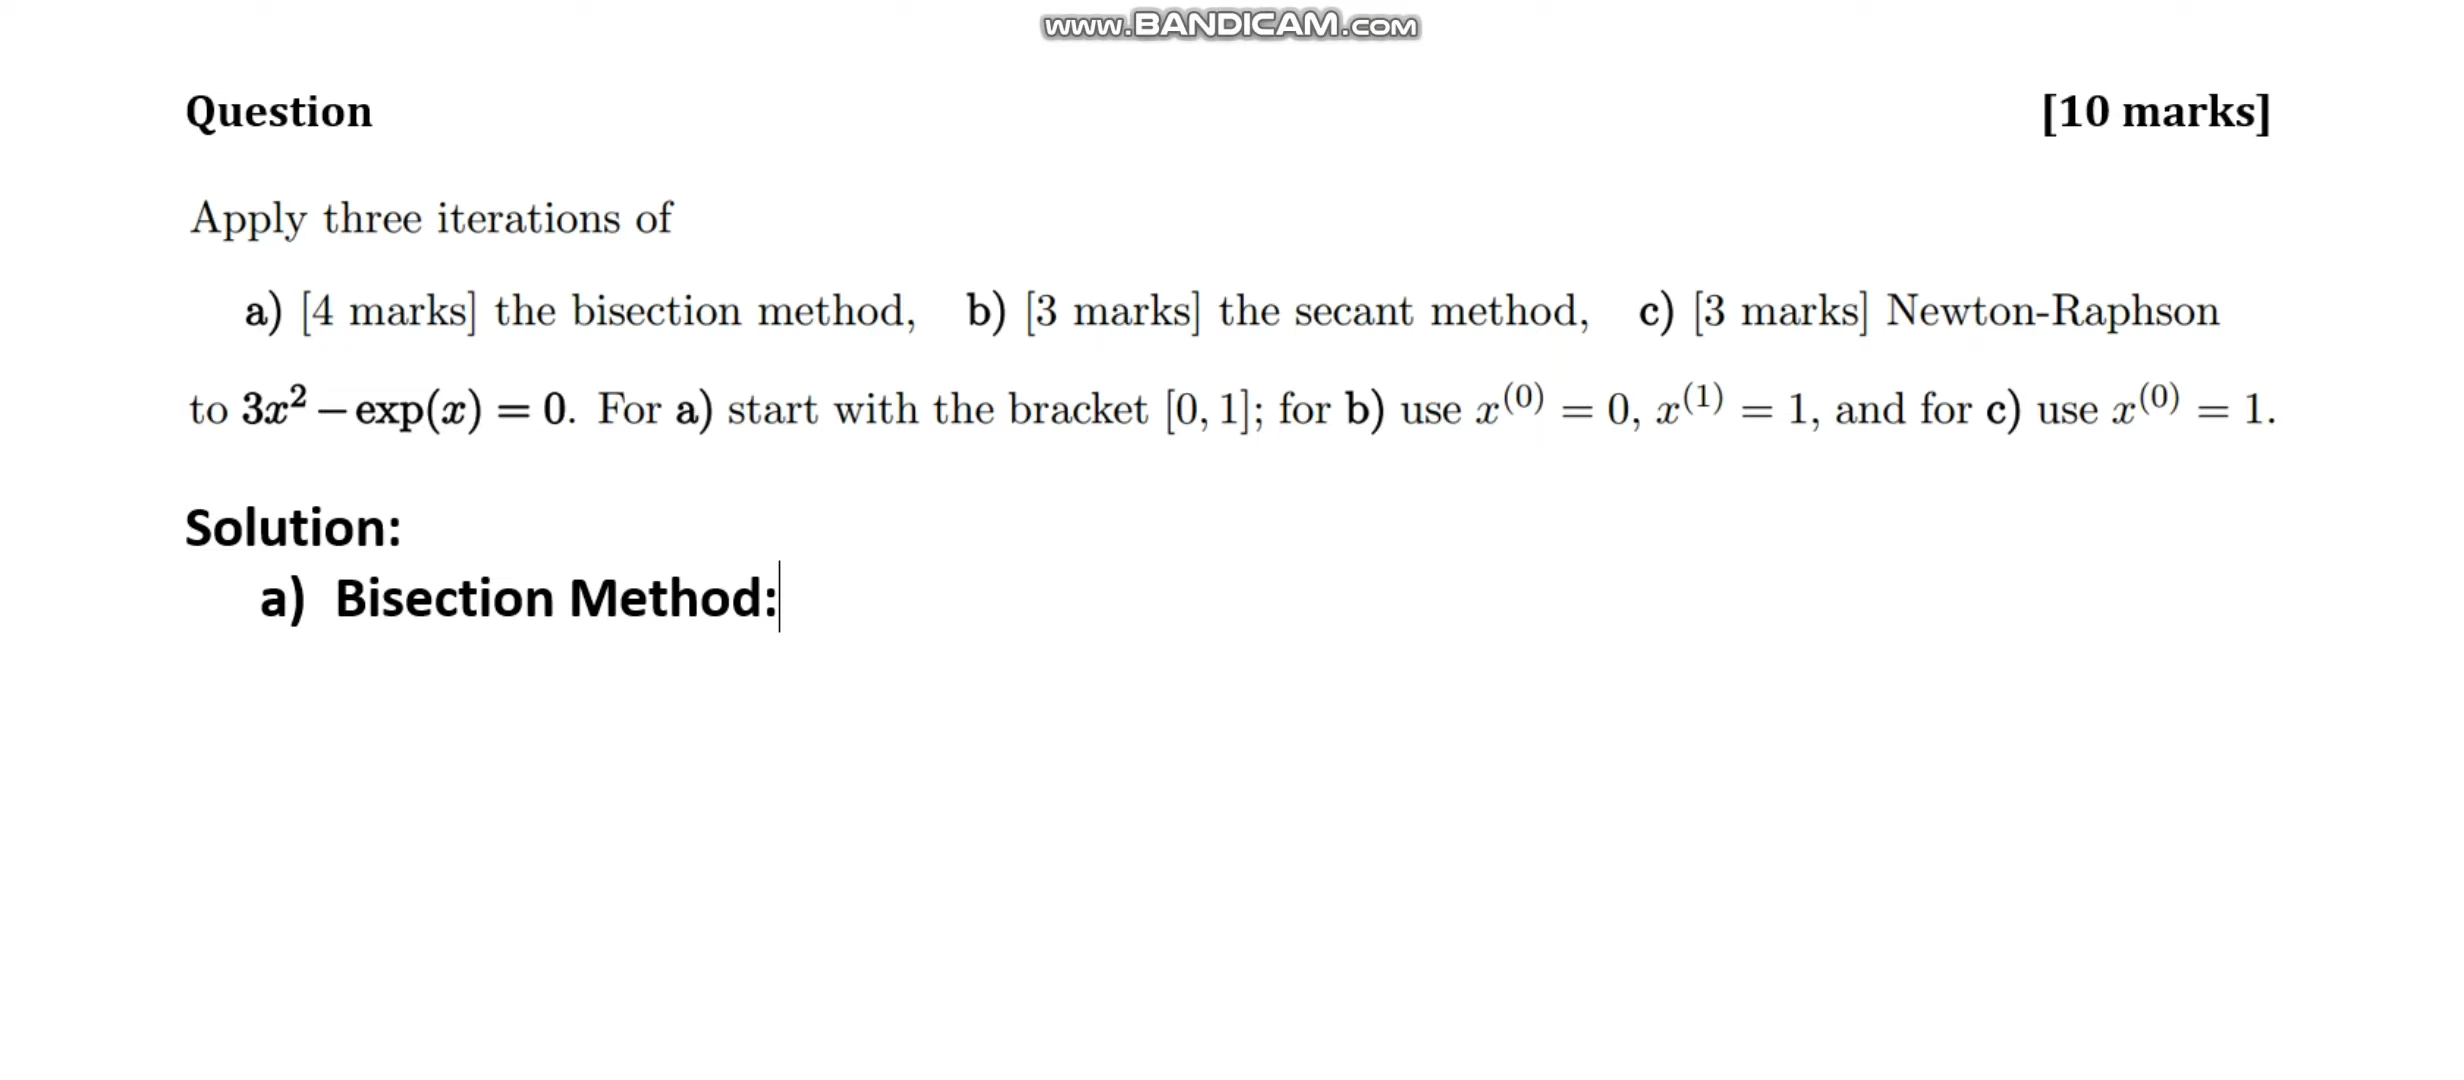 www.BANDICAM.com
Question [10 marks]
Apply three iterations of
a) [4 marks] the bisection method, b) [3 marks] the secant method, c) [3 marks] Newton-Raphson
to 3x² – exp(x) = 0. For a) start with the bracket [0, 1]; for b) use x⁽⁰⁾ = 0, x⁽¹⁾ = 1, and for c) use x⁽⁰⁾ = 1.
Solution:
a) Bisection Method: